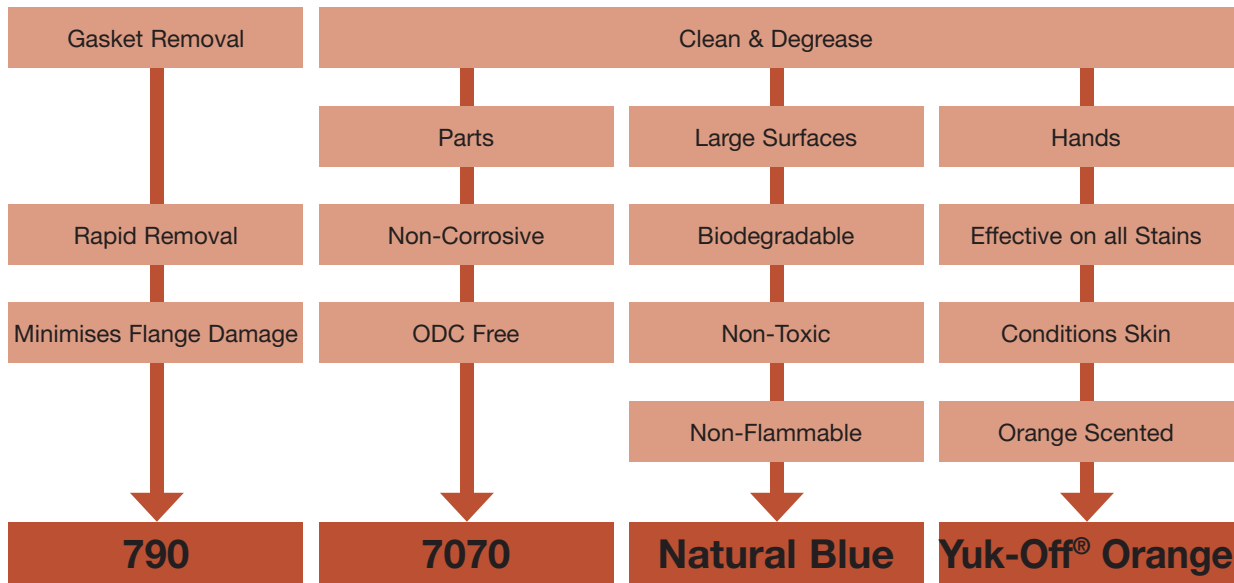 Gasket Removal
Clean & Degrease
Parts
Large Surfaces
Hands
Rapid Removal
Non-Corrosive
Biodegradable
Effective on all Stains
Minimises Flange Damage
ODC Free
Non-Toxic
Conditions Skin
Non-Flammable
Orange Scented
790
7070
Natural Blue
Yuk-Off® Orange